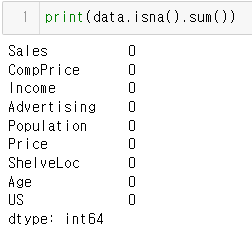 1 print(data.isna().sum())
Sales 0
CompPrice 0
Income 0
Advertising 0
Population 0
Price 0
ShelveLoc 0
Age 0
US 0
dtype: int64